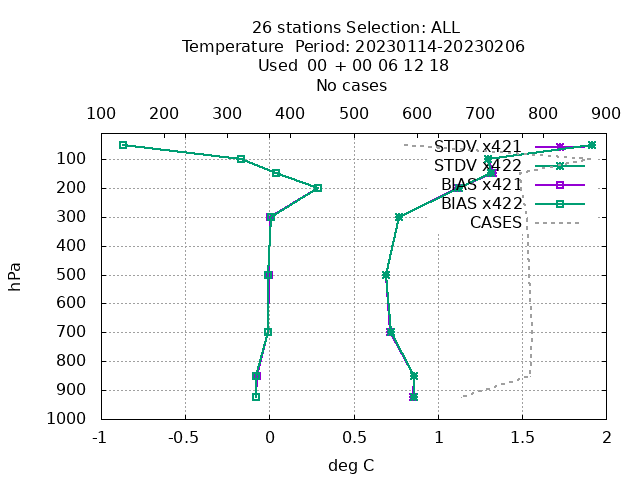 26 stations Selection: ALL
Temperature  Period: 20230114-20230206
Used  00 + 00 06 12 18
No cases
100 200 300 400 500 600 700 800 900
STDV x421
STDV x422
BIAS x421
BIAS x422
CASES
100
200
300
400
500
600
700
800
900
1000
hPa
-1 -0.5 0 0.5 1 1.5 2
deg C